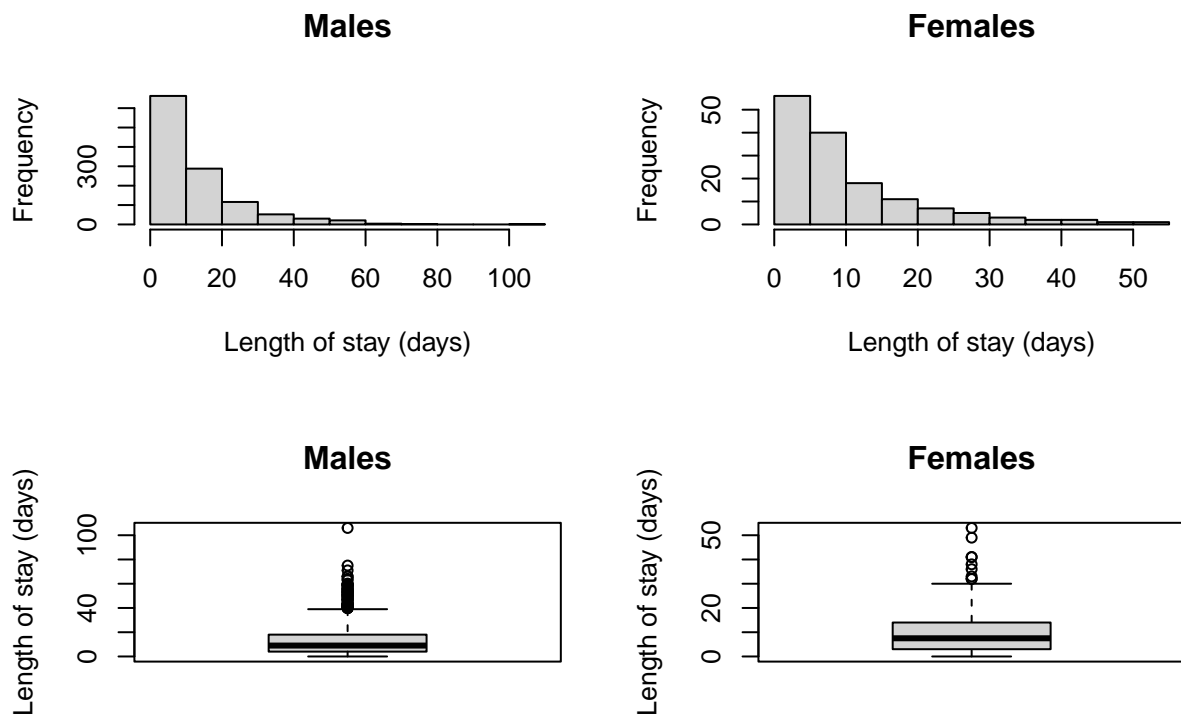 Males
Frequency
0 300
0 20 40 60 80 100
Length of stay (days)
Females
Frequency
0 20 50
0 10 20 30 40 50
Length of stay (days)
Males
Length of stay (days)
0 40 100
Females
Length of stay (days)
0 20 50